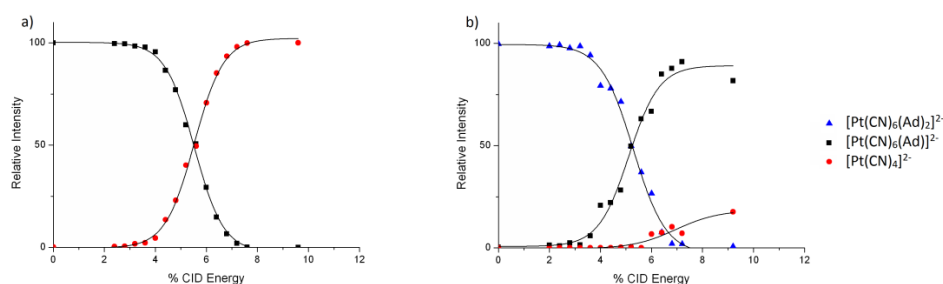 a)
100
50
0
0
2
4
6
8
10
12
Relative Intensity
% CID Energy
b)
100
50
0
0
2
4
6
8
10
12
Relative Intensity
% CID Energy
[Pt(CN)₆(Ad)₂]²⁻
[Pt(CN)₆(Ad)]²⁻
[Pt(CN)₄]²⁻